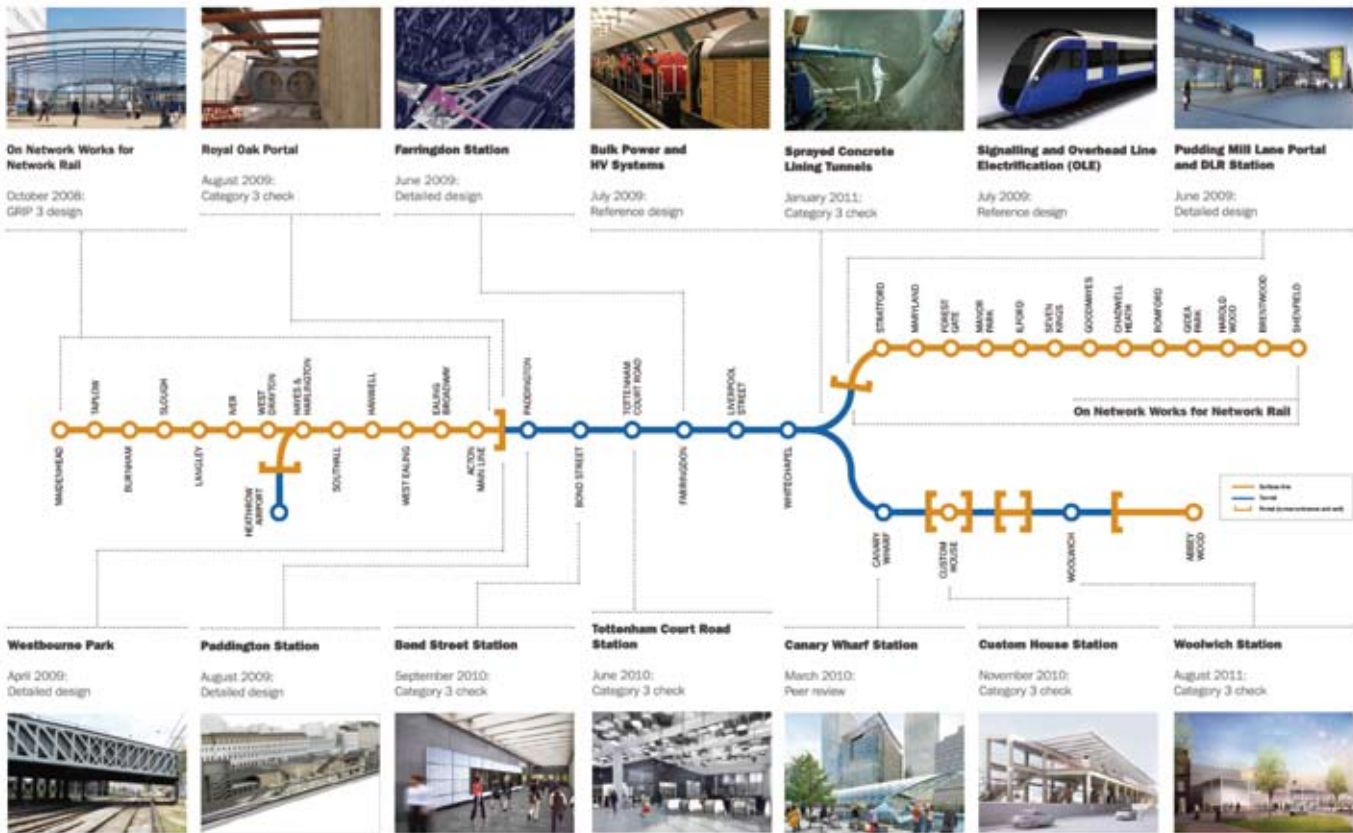 On Network Works for
Network Rail
October 2008:
GRIP 3 design
Royal Oak Portal
August 2009:
Category 3 check
Farringdon Station
June 2009:
Detailed design
Bulk Power and
HV Systems
July 2009:
Reference design
Sprayed Concrete
Lining Tunnels
January 2011:
Category 3 check
Signalling and Overhead Line
Electrification (OLE)
July 2009:
Reference design
Pudding Mill Lane Portal
and DLR Station
June 2009:
Detailed design
MAIDENHEAD
TAPLOW
BURNHAM
SLOUGH
LANGLEY
IVER
WEST
DRAYTON
HAYES &
HARLINGTON
HEATHROW
AIRPORT
SOUTHALL
HANWELL
WEST EALING
EALING
BROADWAY
ACTON
MAIN LINE
PADDINGTON
BOND STREET
TOTTENHAM
COURT ROAD
FARRINGDON
LIVERPOOL
STREET
WHITECHAPEL
STRATFORD
MARYLAND
FOREST
GATE
MANOR
PARK
ILFORD
SEVEN
KINGS
GOODMAYES
CHADWELL
HEATH
ROMFORD
GIDEA
PARK
HAROLD
WOOD
BRENTWOOD
SHENFIELD
On Network Works for Network Rail
CANARY
WHARF
CUSTOM
HOUSE
WOOLWICH
ABBEY
WOOD
Surface line
Tunnel
Portal (tunnel entrance and exit)
Westbourne Park
April 2009:
Detailed design
Paddington Station
August 2009:
Detailed design
Bond Street Station
September 2010:
Category 3 check
Tottenham Court Road
Station
June 2010:
Category 3 check
Canary Wharf Station
March 2010:
Peer review
Custom House Station
November 2010:
Category 3 check
Woolwich Station
August 2011:
Category 3 check